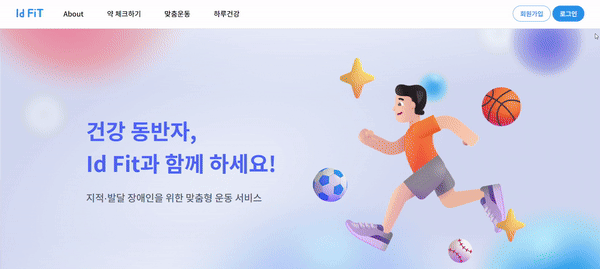 Id FiT
About
약 체크하기
맞춤운동
하루건강
회원가입
로그인
건강 동반자,
Id Fit과 함께 하세요!
지적·발달 장애인을 위한 맞춤형 운동 서비스